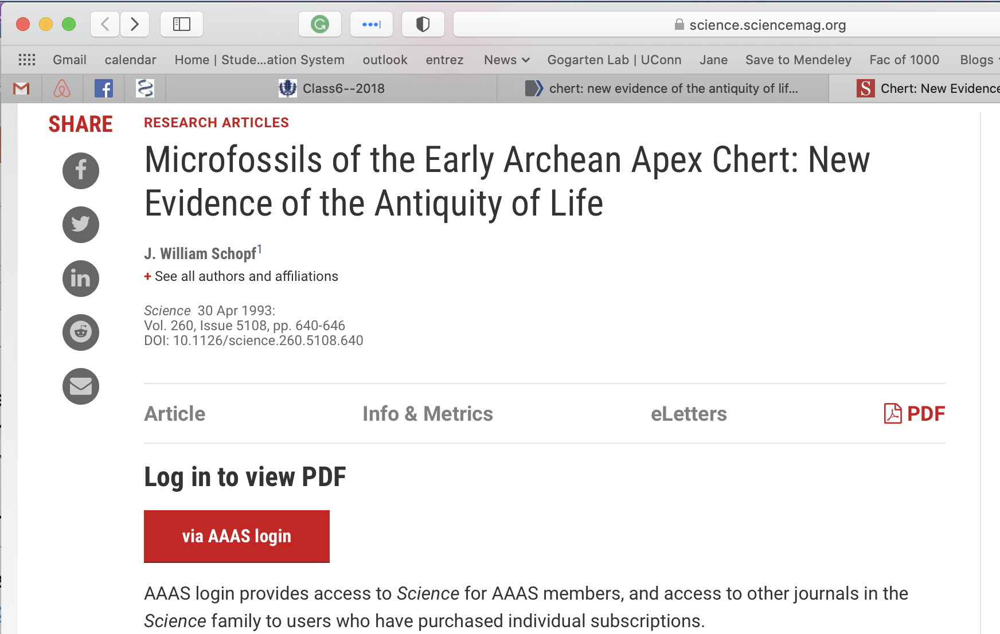 science.sciencemag.org
Gmail calendar Home | Stude...ation System outlook entrez News Gogarten Lab | UConn Jane Save to Mendeley Fac of 1000 Blogs
Class6--2018 chert: new evidence of the antiquity of lif... S Chert: New Evidence
SHARE
RESEARCH ARTICLES
Microfossils of the Early Archean Apex Chert: New
Evidence of the Antiquity of Life
J. William Schopf1
+ See all authors and affiliations
Science 30 Apr 1993:
Vol. 260, Issue 5108, pp. 640-646
DOI: 10.1126/science.260.5108.640
Article Info & Metrics eLetters PDF
Log in to view PDF
via AAAS login
AAAS login provides access to Science for AAAS members, and access to other journals in the
Science family to users who have purchased individual subscriptions.